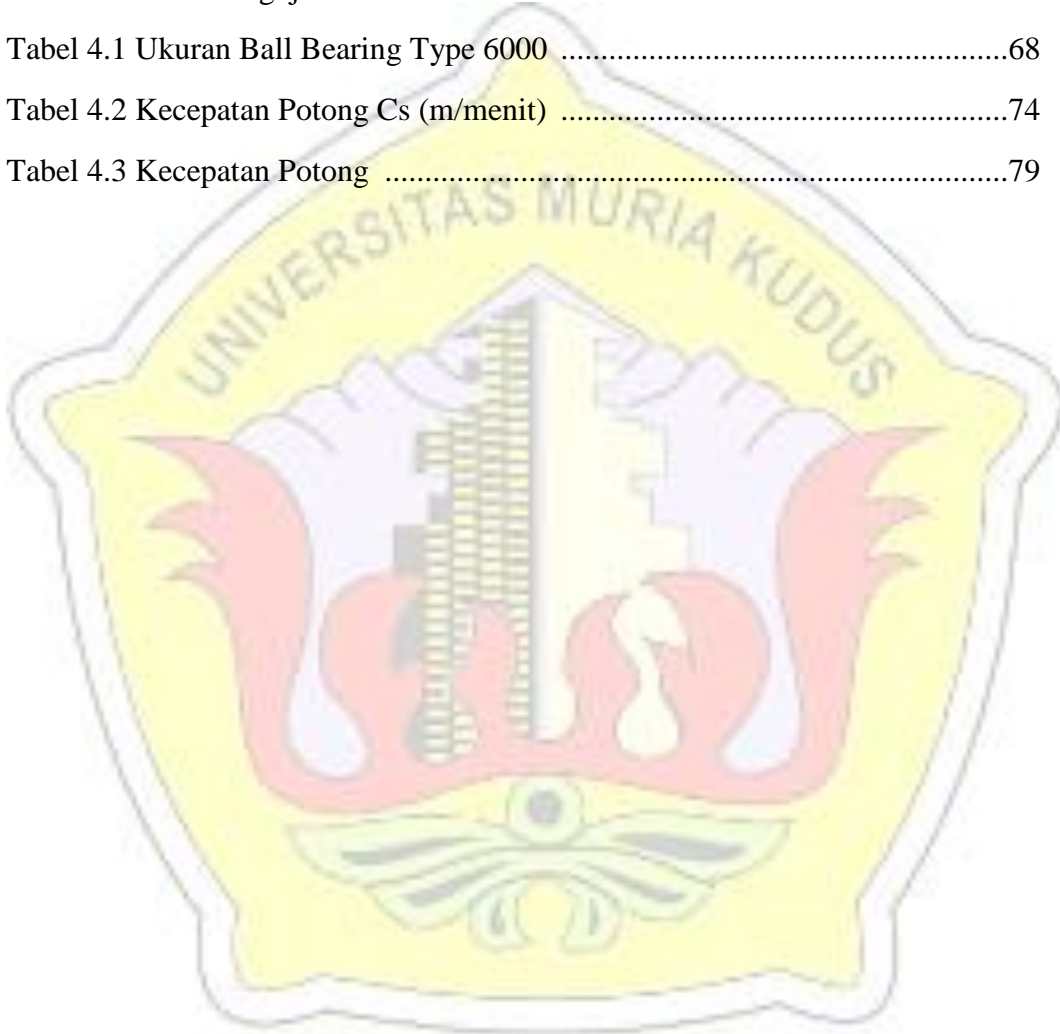 Tabel 4.1 Ukuran Ball Bearing Type 6000 ......................................................68
Tabel 4.2 Kecepatan Potong Cs (m/menit) ......................................................74
Tabel 4.3 Kecepatan Potong ...........................................................................79
UNIVERSITAS MURIA KUDUS